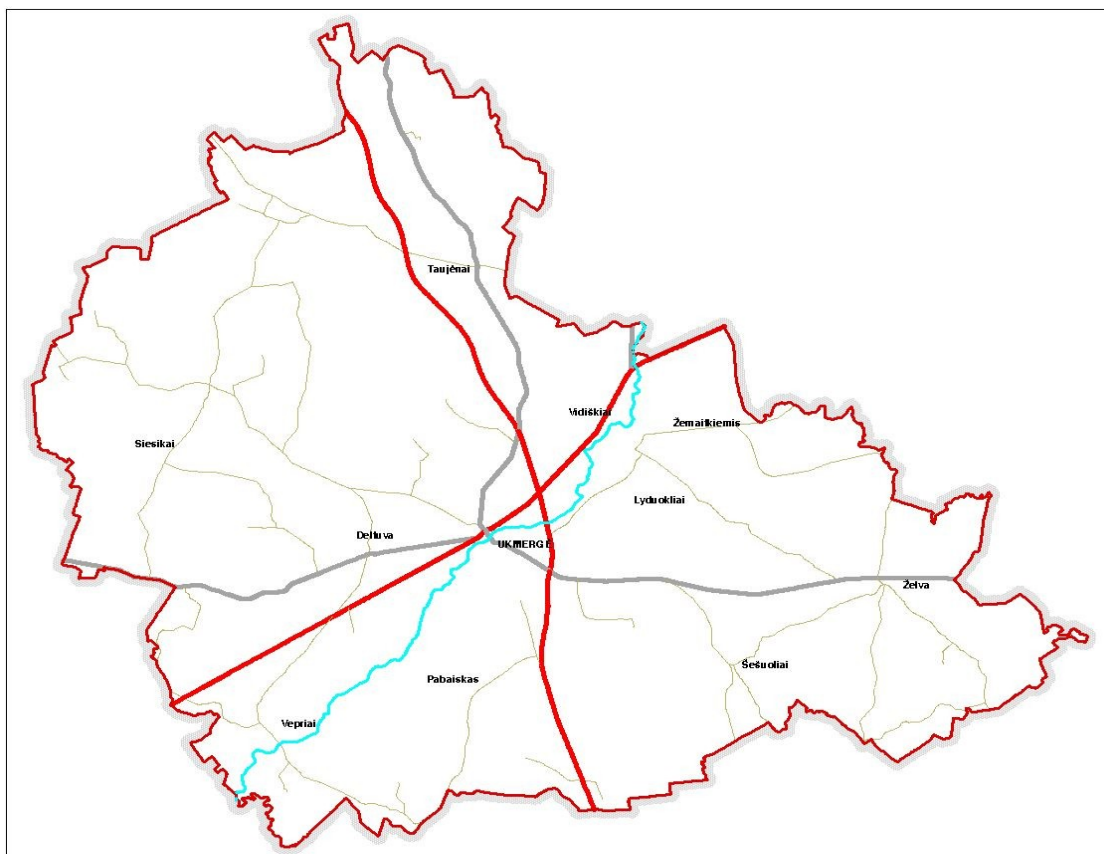 Taujėnai
Vidiškiai
Žemaitkiemis
Siesikai
Lyduokliai
Deltuva
UKMERGĖ
Želva
Šešuoliai
Pabaiskas
Vepriai